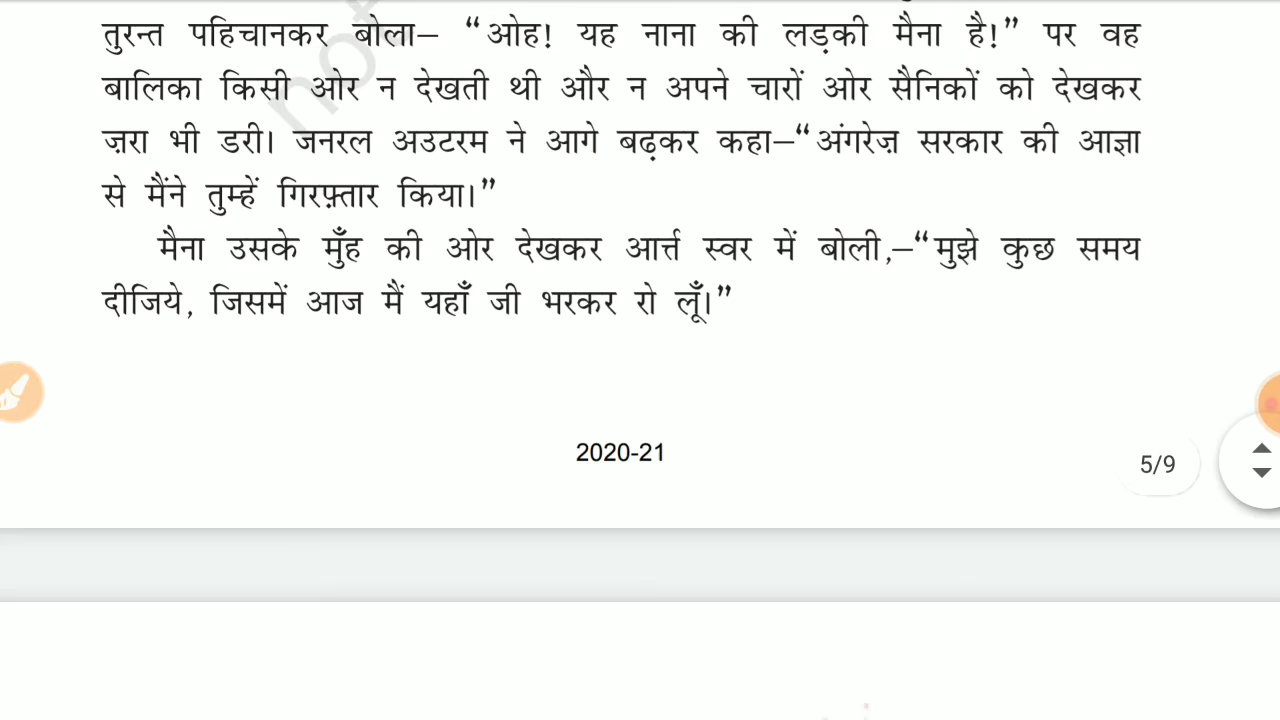 तुरन्त पहिचानकर बोला– “ओह! यह नाना की लड़की मैना है!” पर वह
बालिका किसी ओर न देखती थी और न अपने चारों ओर सैनिकों को देखकर
ज़रा भी डरी। जनरल अउटरम ने आगे बढ़कर कहा–“अंगरेज़ सरकार की आज्ञा
से मैंने तुम्हें गिरफ़्तार किया।”
मैना उसके मुँह की ओर देखकर आर्त्त स्वर में बोली,–“मुझे कुछ समय
दीजिये, जिसमें आज मैं यहाँ जी भरकर रो लूँ।”
2020-21
5/9